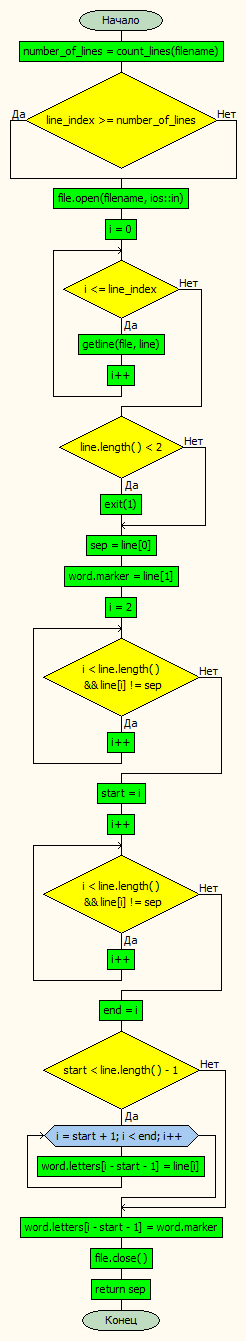 Начало
number_of_lines = count_lines(filename)
Да
line_index >= number_of_lines
Нет
file.open(filename, ios::in)
i = 0
i <= line_index
Нет
Да
getline(file, line)
i++
line.length() < 2
Нет
Да
exit(1)
sep = line[0]
word.marker = line[1]
i = 2
i < line.length()
&& line[i] != sep
Нет
Да
i++
start = i
i++
i < line.length()
&& line[i] != sep
Нет
Да
i++
end = i
start < line.length() - 1
Нет
Да
i = start + 1; i < end; i++
word.letters[i - start - 1] = line[i]
word.letters[i - start - 1] = word.marker
file.close()
return sep
Конец